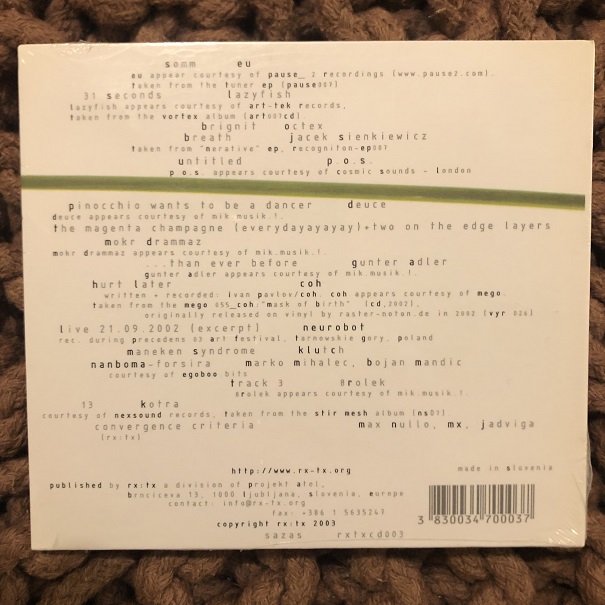 somm eu
eu appear courtesy of pause_ 2 recordings (www.pause2.com).
taken from the tuner ep (pause007)
31 seconds lazyfish
lazyfish appears courtesy of art-tek records,
taken from the vortex album (art007cd)
brignit octex
breath jacek sienkiewicz
taken from "nerative" ep, recogniton-ep007
untitled p.o.s.
p.o.s. appears courtesy of cosmic sounds - london
pinocchio wants to be a dancer deuce
deuce appears courtesy of mik.musik.!.
the magenta champagne (everydayayayay)+two on the edge layers
mokr drammaz
mokr drammaz appears courtesy of mik.musik.!.
...than ever before gunter adler
gunter adler appears courtesy of mik.musik.!.
hurt later coh
written + recorded: ivan pavlov/coh. coh appears courtesy of mego.
taken from the mego 055_coh "mask of birth" (cd,2002),
originally released on vinyl by raster-noton.de in 2002 (vyr 026)
live 21.09.2002 (excerpt) neurobot
rec. during precedens 03 art festival, tarnowskie gory, poland
maneken syndrome klutch
nanboma-forsira marko mihalec, bojan mandic
courtesy of egoboo bits
track 3 8rolek
8rolek appears courtesy of mik.musik.!.
13 kotra
courtesy of nexsound records, taken from the stir mesh album (ns07)
convergence criteria max nullo, mx, jadviga
(rx:tx)
http://www.rx-tx.org
made in slovenia
published by rx:tx a division of projekt atol,
brnciceva 13, 1000 ljubljana, slovenia, europe
contact: info@rx-tx.org
fax: +386 1 5635247
copyright rx:tx 2003
3 830034 700037
sazas rxtxcd003